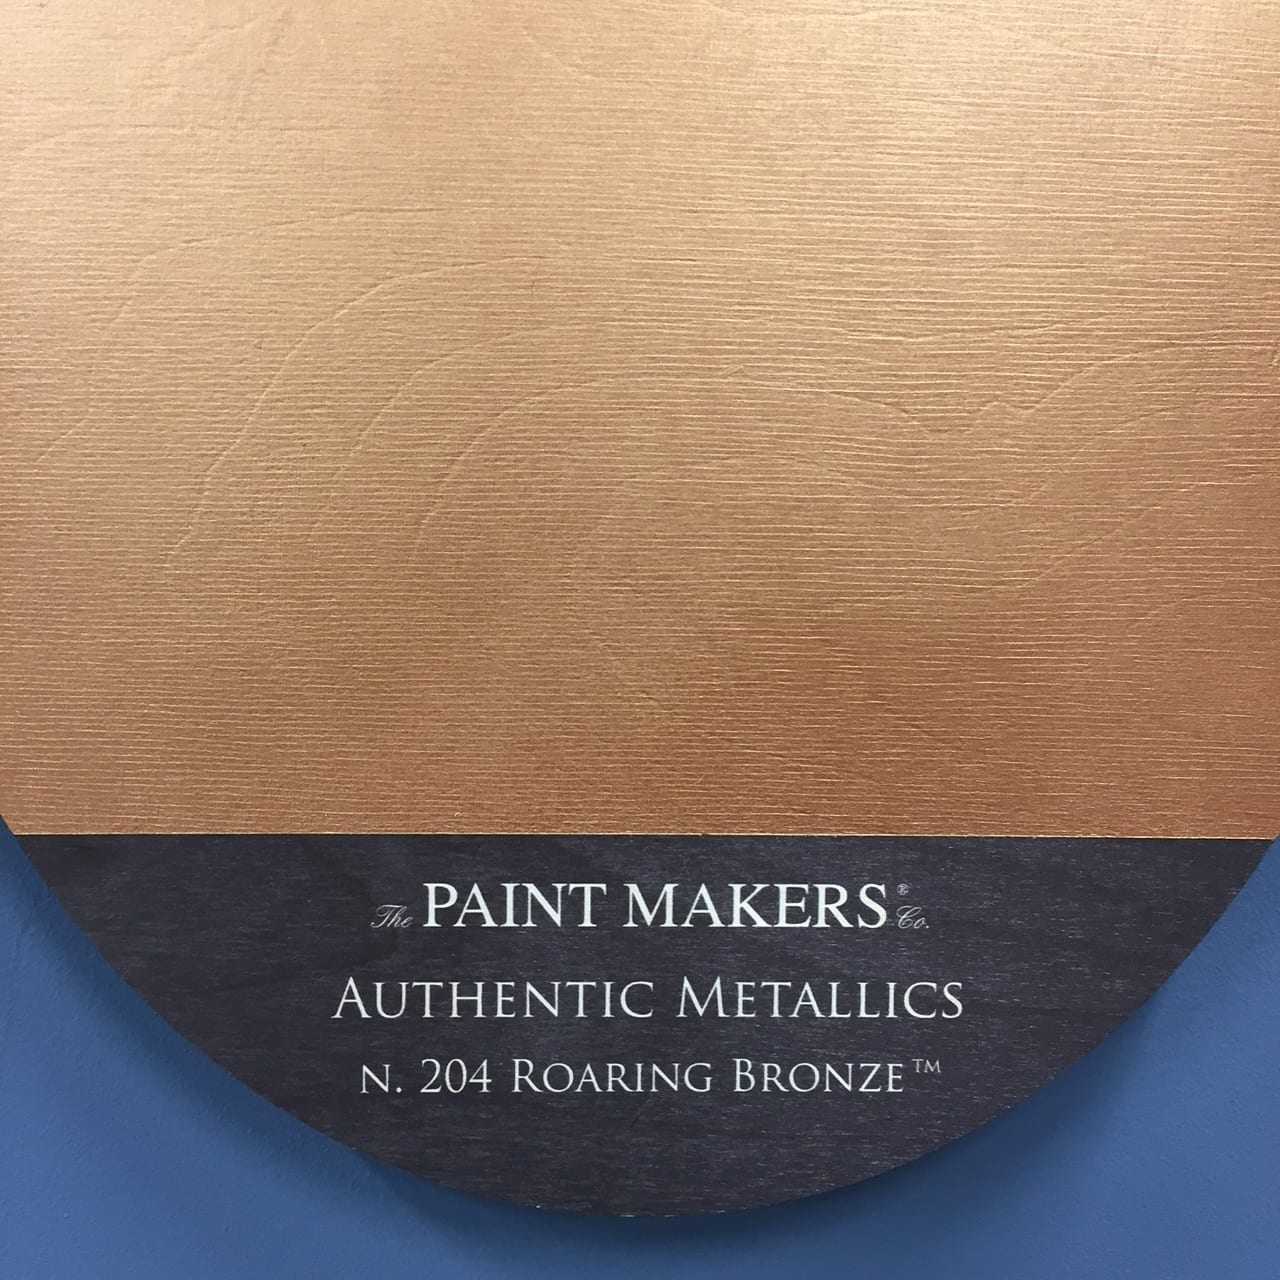 The PAINT MAKERS® Co.
AUTHENTIC METALLICS
N. 204 ROARING BRONZE™